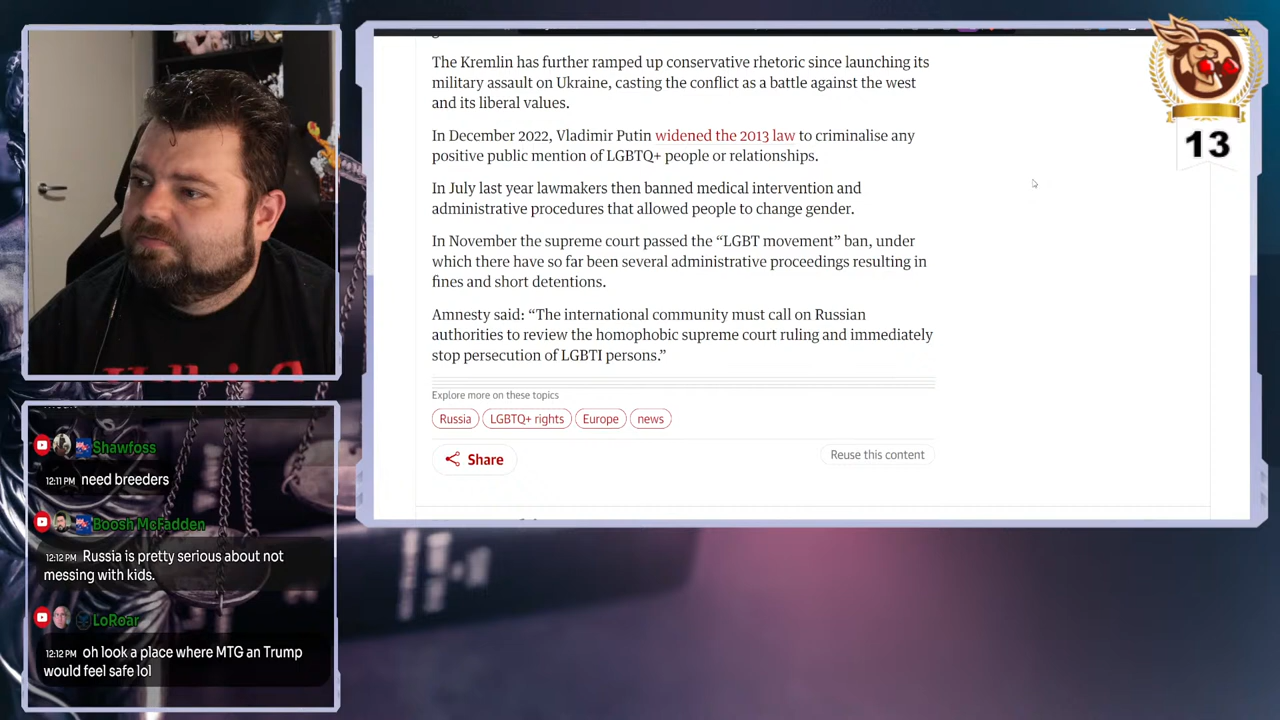 The Kremlin has further ramped up conservative rhetoric since launching its
military assault on Ukraine, casting the conflict as a battle against the west
and its liberal values.
In December 2022, Vladimir Putin widened the 2013 law to criminalise any
positive public mention of LGBTQ+ people or relationships.
In July last year lawmakers then banned medical intervention and
administrative procedures that allowed people to change gender.
In November the supreme court passed the “LGBT movement” ban, under
which there have so far been several administrative proceedings resulting in
fines and short detentions.
Amnesty said: “The international community must call on Russian
authorities to review the homophobic supreme court ruling and immediately
stop persecution of LGBTI persons.”
Explore more on these topics
Russia
LGBTQ+ rights
Europe
news
Share
Reuse this content
13
Shawfoss
12:11 PM need breeders
Boosh McFadden
12:12 PM Russia is pretty serious about not
messing with kids.
LoRoar
12:12 PM oh look a place where MTG an Trump
would feel safe lol